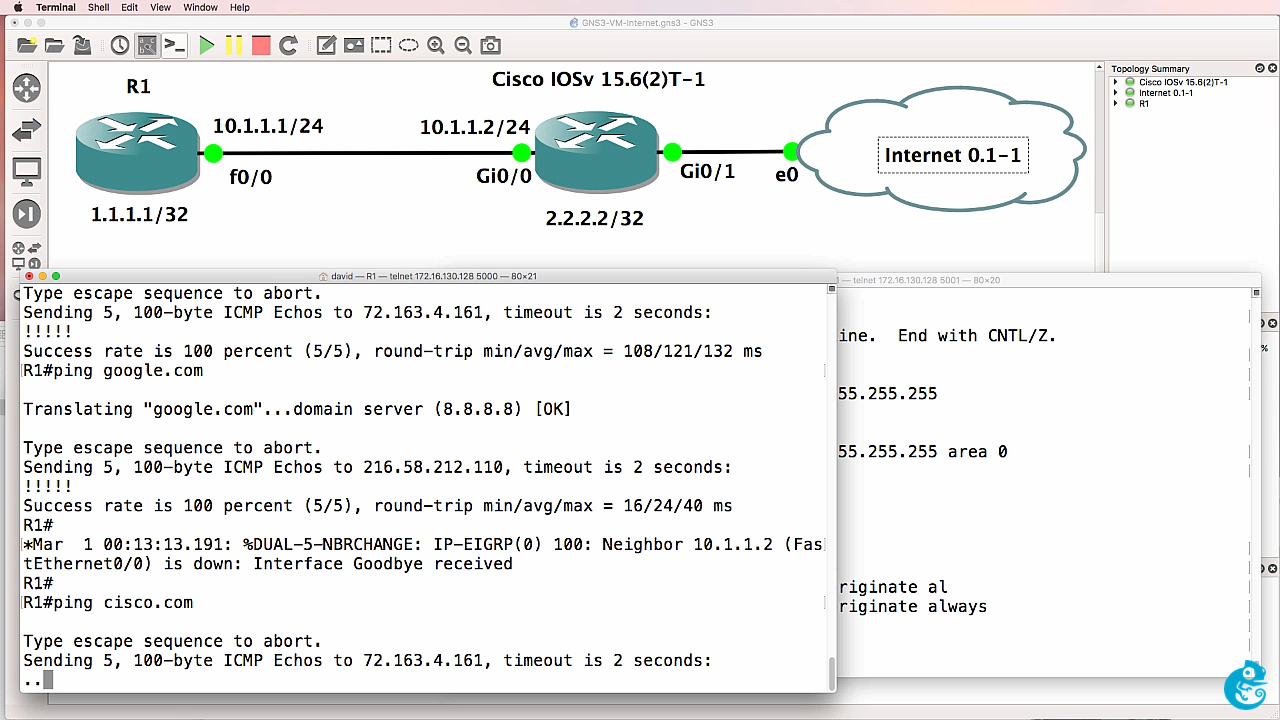 Terminal Shell Edit View Window Help
GNS3-VM-Internet.gns3 - GNS3
Topology Summary
Cisco IOSv 15.6(2)T-1
Internet 0.1-1
R1
R1
Cisco IOSv 15.6(2)T-1
10.1.1.1/24
10.1.1.2/24
Internet 0.1-1
f0/0
Gi0/0
Gi0/1
e0
1.1.1.1/32
2.2.2.2/32
david — R1 — telnet 172.16.130.128 5000 — 80×21
Type escape sequence to abort.
Sending 5, 100-byte ICMP Echos to 72.163.4.161, timeout is 2 seconds:
!!!!!
Success rate is 100 percent (5/5), round-trip min/avg/max = 108/121/132 ms
R1#ping google.com
Translating "google.com"...domain server (8.8.8.8) [OK]
Type escape sequence to abort.
Sending 5, 100-byte ICMP Echos to 216.58.212.110, timeout is 2 seconds:
!!!!!
Success rate is 100 percent (5/5), round-trip min/avg/max = 16/24/40 ms
R1#
*Mar  1 00:13:13.191: %DUAL-5-NBRCHANGE: IP-EIGRP(0) 100: Neighbor 10.1.1.2 (Fas
tEthernet0/0) is down: Interface Goodbye received
R1#
R1#ping cisco.com
Type escape sequence to abort.
Sending 5, 100-byte ICMP Echos to 72.163.4.161, timeout is 2 seconds:
..
telnet 172.16.130.128 5001 — 80×20
ine.  End with CNTL/Z.
55.255.255
55.255.255 area 0
riginate al
riginate always
%